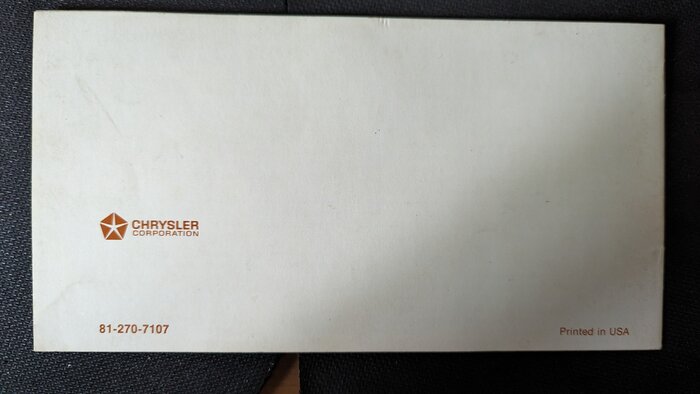 CHRYSLER
CORPORATION
81-270-7107
Printed in USA